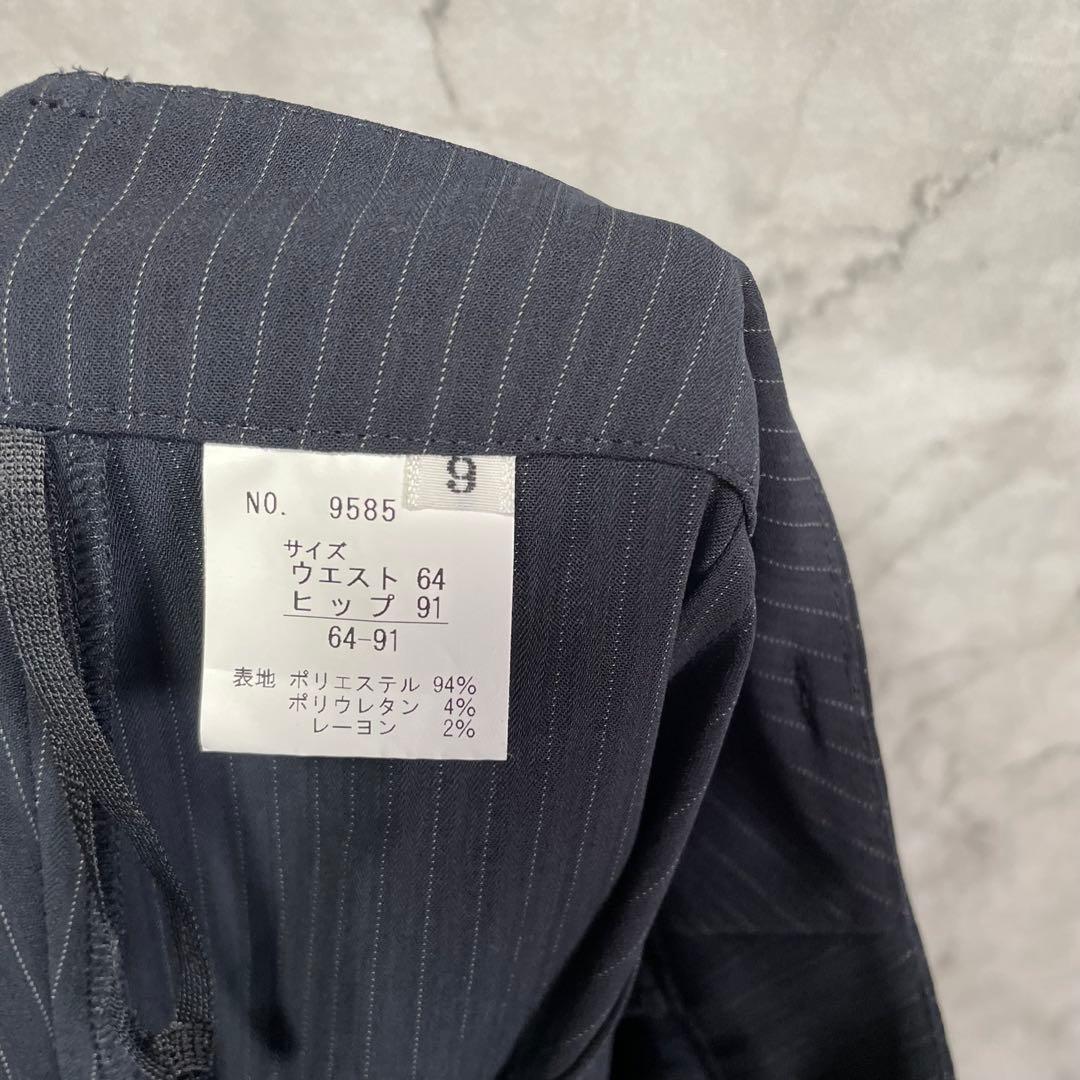 9
NO. 9585
サイズ
ウエスト 64
ヒップ 91
64-91
表地 ポリエステル 94%
ポリウレタン 4%
レーヨン 2%